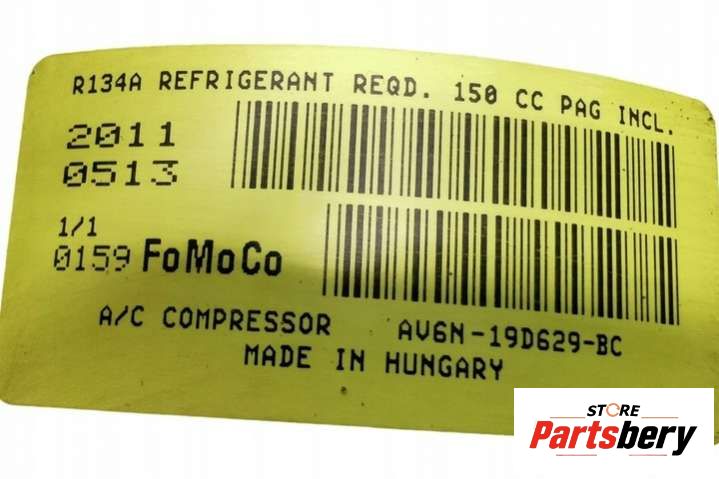 R134A REFRIGERANT REQD. 150 CC PAG INCL.
2011
0513
1/1
0159 FoMoCo
A/C COMPRESSOR AV6N-19D629-BC
MADE IN HUNGARY
STORE
Partsbery